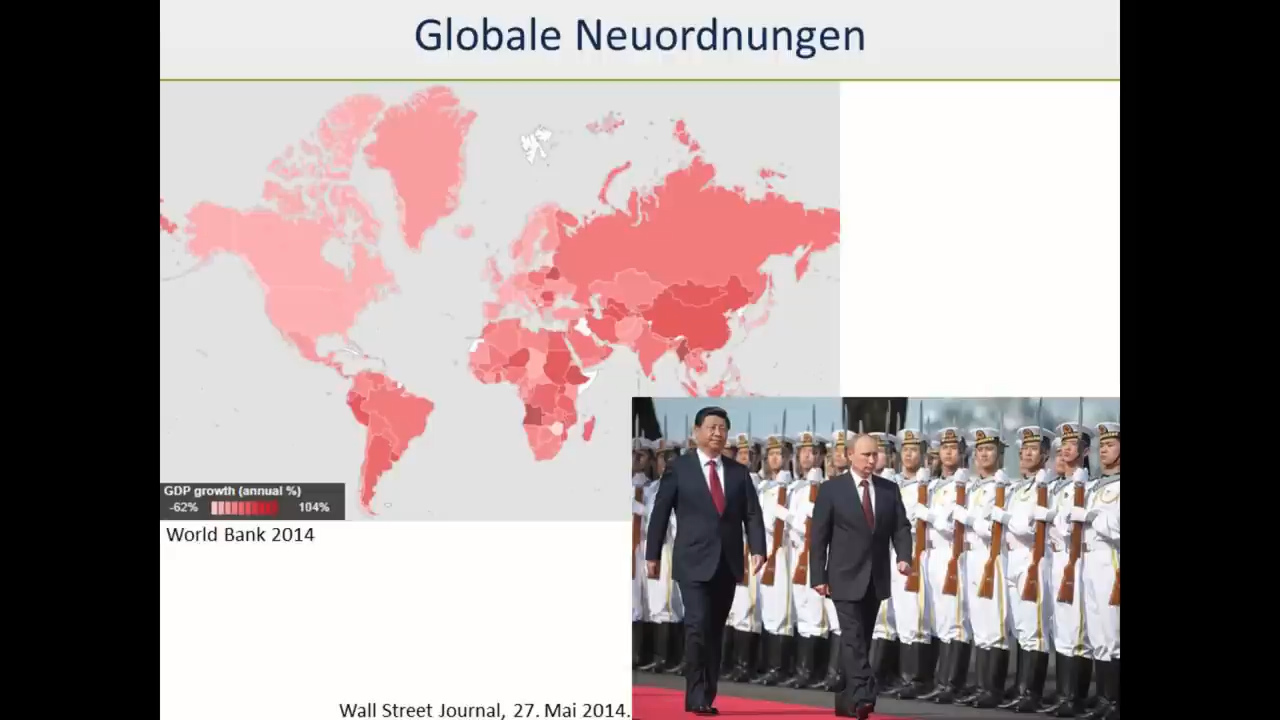 Globale Neuordnungen
GDP growth (annual %)
-62% 104%
World Bank 2014
Wall Street Journal, 27. Mai 2014.